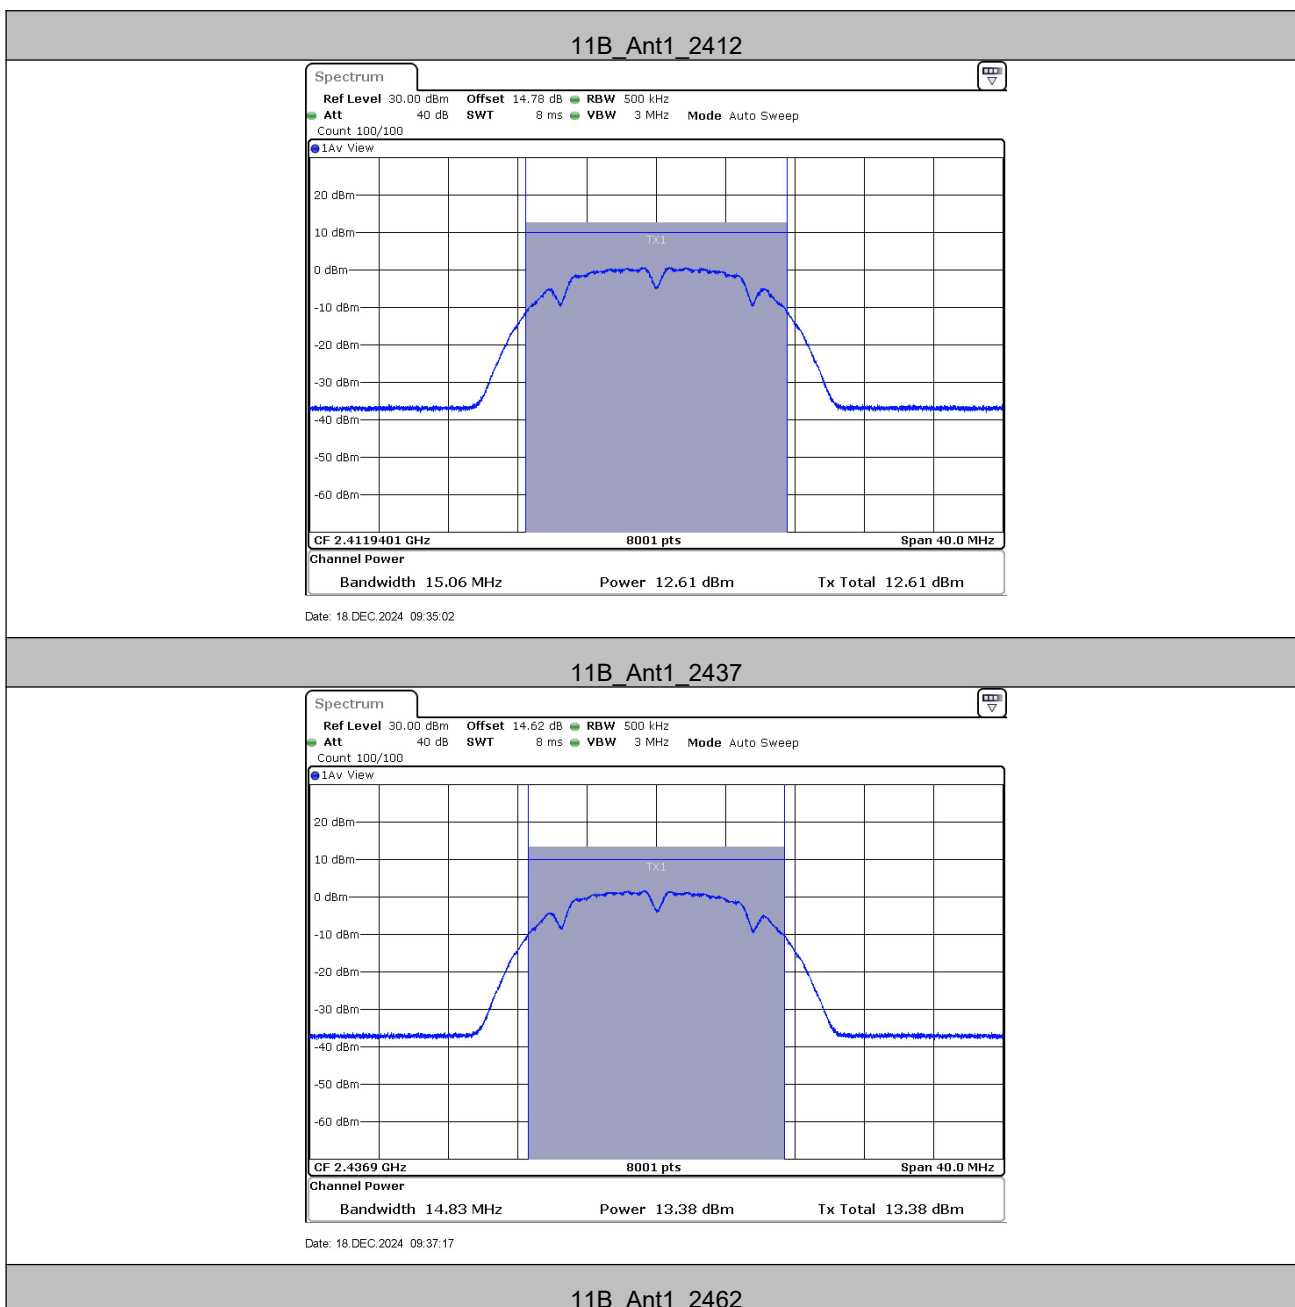 11B_Ant1_2412
Spectrum
Ref Level 30.00 dBm Offset 14.78 dB RBW 500 kHz
Att 40 dB SWT 8 ms VBW 3 MHz Mode Auto Sweep
Count 100/100
1Av View
20 dBm
10 dBm
TX1
0 dBm
-10 dBm
-20 dBm
-30 dBm
-40 dBm
-50 dBm
-60 dBm
CF 2.4119401 GHz 8001 pts Span 40.0 MHz
Channel Power
Bandwidth 15.06 MHz Power 12.61 dBm Tx Total 12.61 dBm
Date: 18.DEC.2024 09:35:02
11B_Ant1_2437
Spectrum
Ref Level 30.00 dBm Offset 14.62 dB RBW 500 kHz
Att 40 dB SWT 8 ms VBW 3 MHz Mode Auto Sweep
Count 100/100
1Av View
20 dBm
10 dBm
TX1
0 dBm
-10 dBm
-20 dBm
-30 dBm
-40 dBm
-50 dBm
-60 dBm
CF 2.4369 GHz 8001 pts Span 40.0 MHz
Channel Power
Bandwidth 14.83 MHz Power 13.38 dBm Tx Total 13.38 dBm
Date: 18.DEC.2024 09:37:17
11B_Ant1_2462